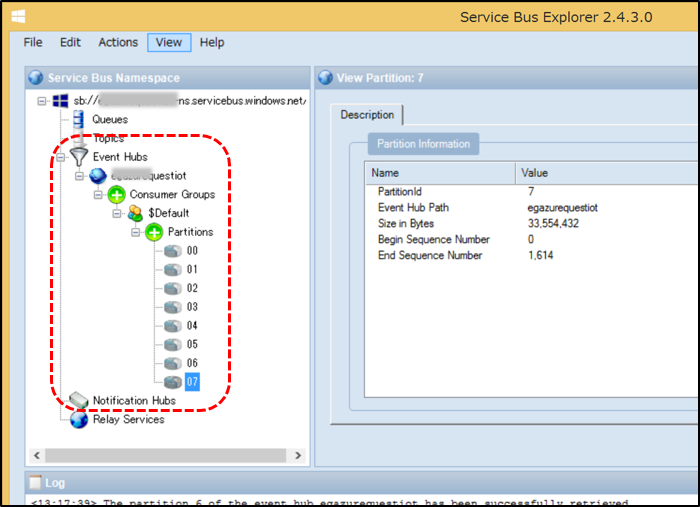 Service Bus Explorer 2.4.3.0
File Edit Actions View Help
Service Bus Namespace
sb:// ns.servicebus.windows.net/
Queues
Topics
Event Hubs
egazurequestiot
Consumer Groups
$Default
Partitions
00
01
02
03
04
05
06
07
Notification Hubs
Relay Services
View Partition: 7
Description
Partition Information
Name Value
PartitionId 7
Event Hub Path egazurequestiot
Size in Bytes 33,554,432
Begin Sequence Number 0
End Sequence Number 1,614
Log
<13:17:39> The partition 6 of the event hub egazurequestiot has been successfully retrieved